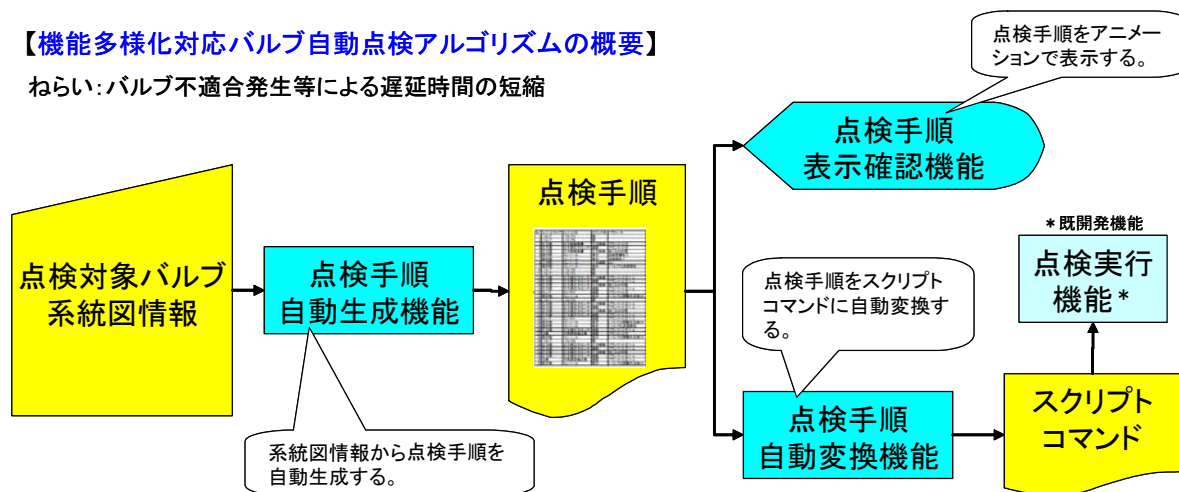 【機能多様化対応バルブ自動点検アルゴリズムの概要】
ねらい：バルブ不適合発生等による遅延時間の短縮
点検手順をアニメー
ションで表示する。
点検手順
表示確認機能
点検対象バルブ
系統図情報
点検手順
自動生成機能
系統図情報から点検手順を
自動生成する。
点検手順
点検手順をスクリプト
コマンドに自動変換す
る。
点検手順
自動変換機能
＊既開発機能
点検実行
機能＊
スクリプト
コマンド